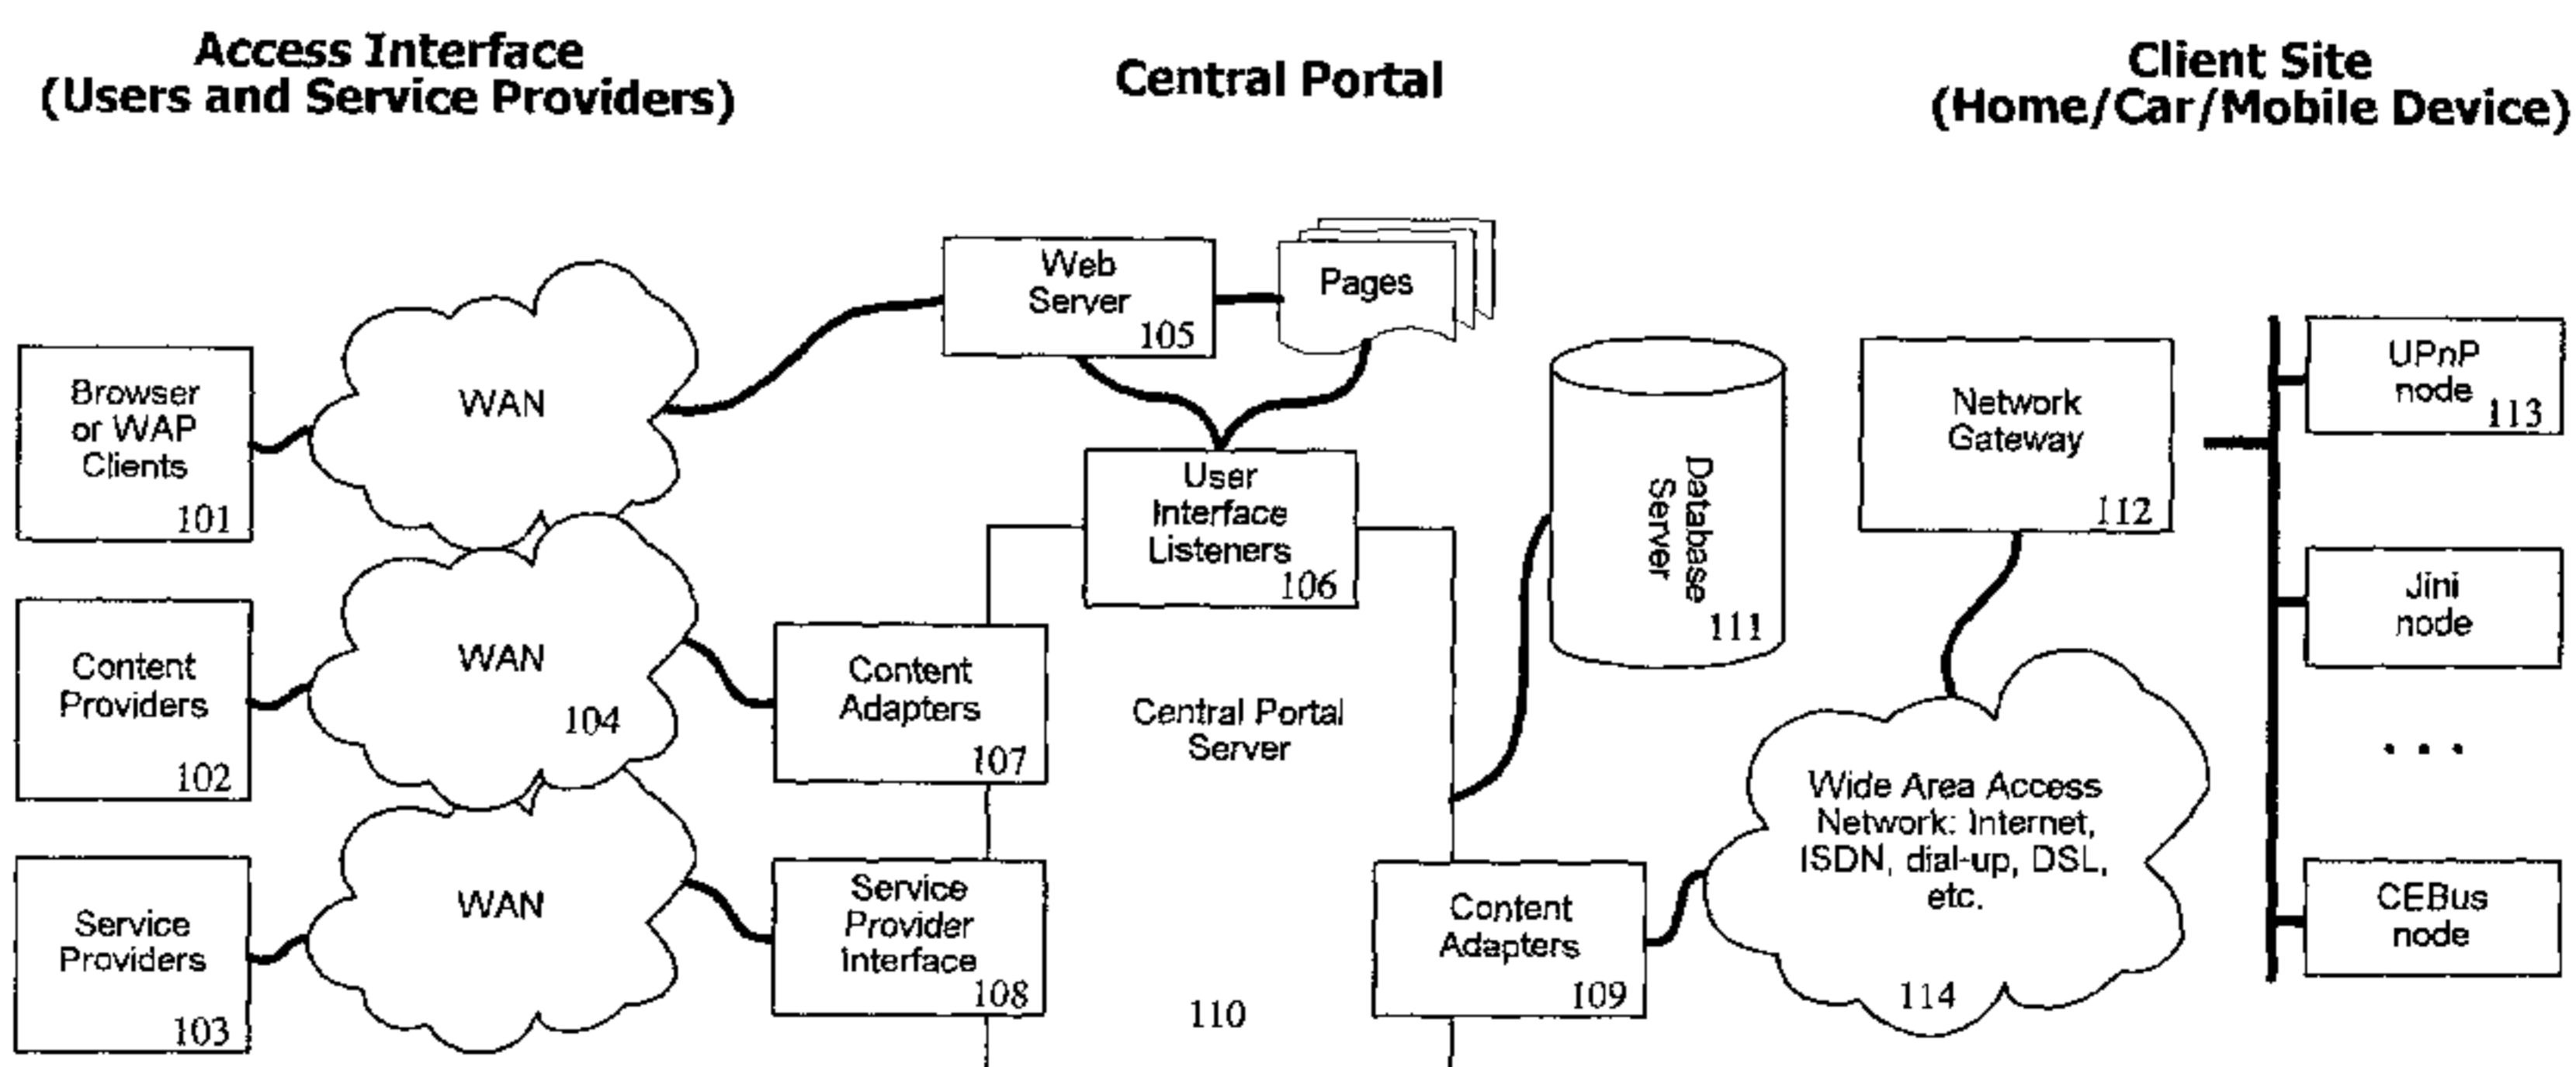 Access Interface
(Users and Service Providers)
Central Portal
Client Site
(Home/Car/Mobile Device)
Browser
or WAP
Clients
101
WAN
Web
Server
105
Pages
User
Interface
Listeners
106
Database
Server
111
Network
Gateway
112
UPnP
node
113
Jini
node
. . .
CEBus
node
Content
Providers
102
WAN
104
Content
Adapters
107
Central Portal
Server
110
Service
Providers
103
WAN
Service
Provider
Interface
108
Content
Adapters
109
Wide Area Access
Network: Internet,
ISDN, dial-up, DSL,
etc.
114